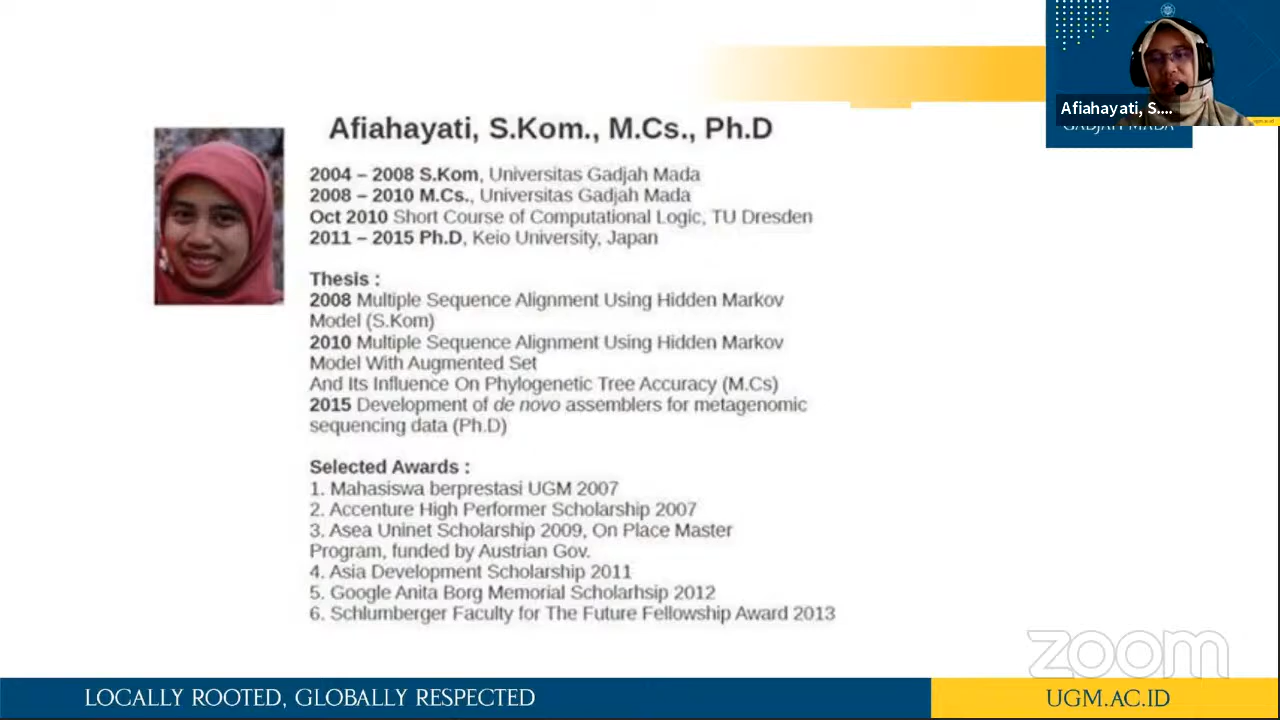 Afiahayati, S....
GADJAH MADA
ugm.ac.id
Afiahayati, S.Kom., M.Cs., Ph.D
2004 – 2008 S.Kom, Universitas Gadjah Mada
2008 – 2010 M.Cs., Universitas Gadjah Mada
Oct 2010 Short Course of Computational Logic, TU Dresden
2011 – 2015 Ph.D, Keio University, Japan
Thesis :
2008 Multiple Sequence Alignment Using Hidden Markov
Model (S.Kom)
2010 Multiple Sequence Alignment Using Hidden Markov
Model With Augmented Set
And Its Influence On Phylogenetic Tree Accuracy (M.Cs)
2015 Development of de novo assemblers for metagenomic
sequencing data (Ph.D)
Selected Awards :
1. Mahasiswa berprestasi UGM 2007
2. Accenture High Performer Scholarship 2007
3. Asea Uninet Scholarship 2009, On Place Master
Program, funded by Austrian Gov.
4. Asia Development Scholarship 2011
5. Google Anita Borg Memorial Scholarhsip 2012
6. Schlumberger Faculty for The Future Fellowship Award 2013
zoom
LOCALLY ROOTED, GLOBALLY RESPECTED
UGM.AC.ID